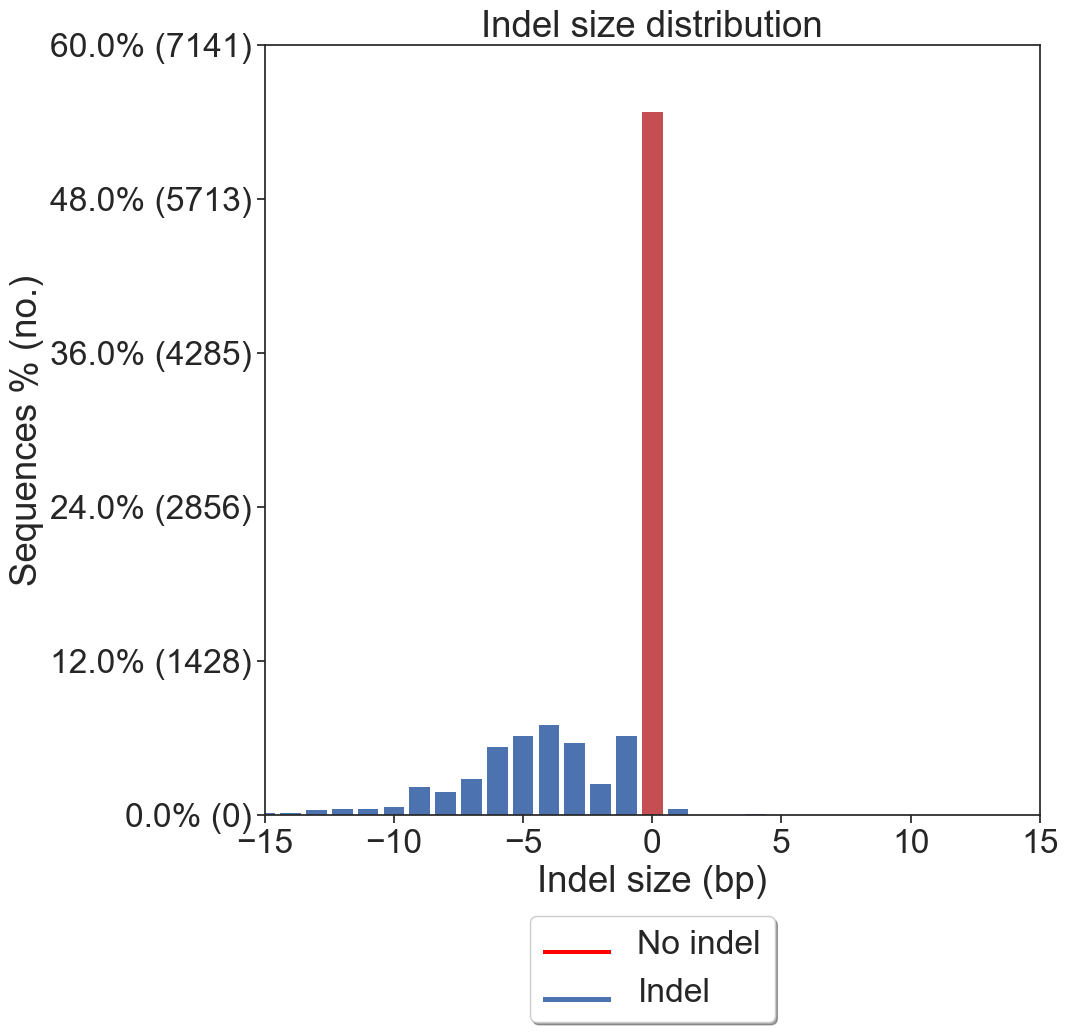 Indel size distribution
60.0% (7141)
48.0% (5713)
36.0% (4285)
24.0% (2856)
12.0% (1428)
0.0% (0)
Sequences % (no.)
−15 −10 −5 0 5 10 15
Indel size (bp)
No indel
Indel